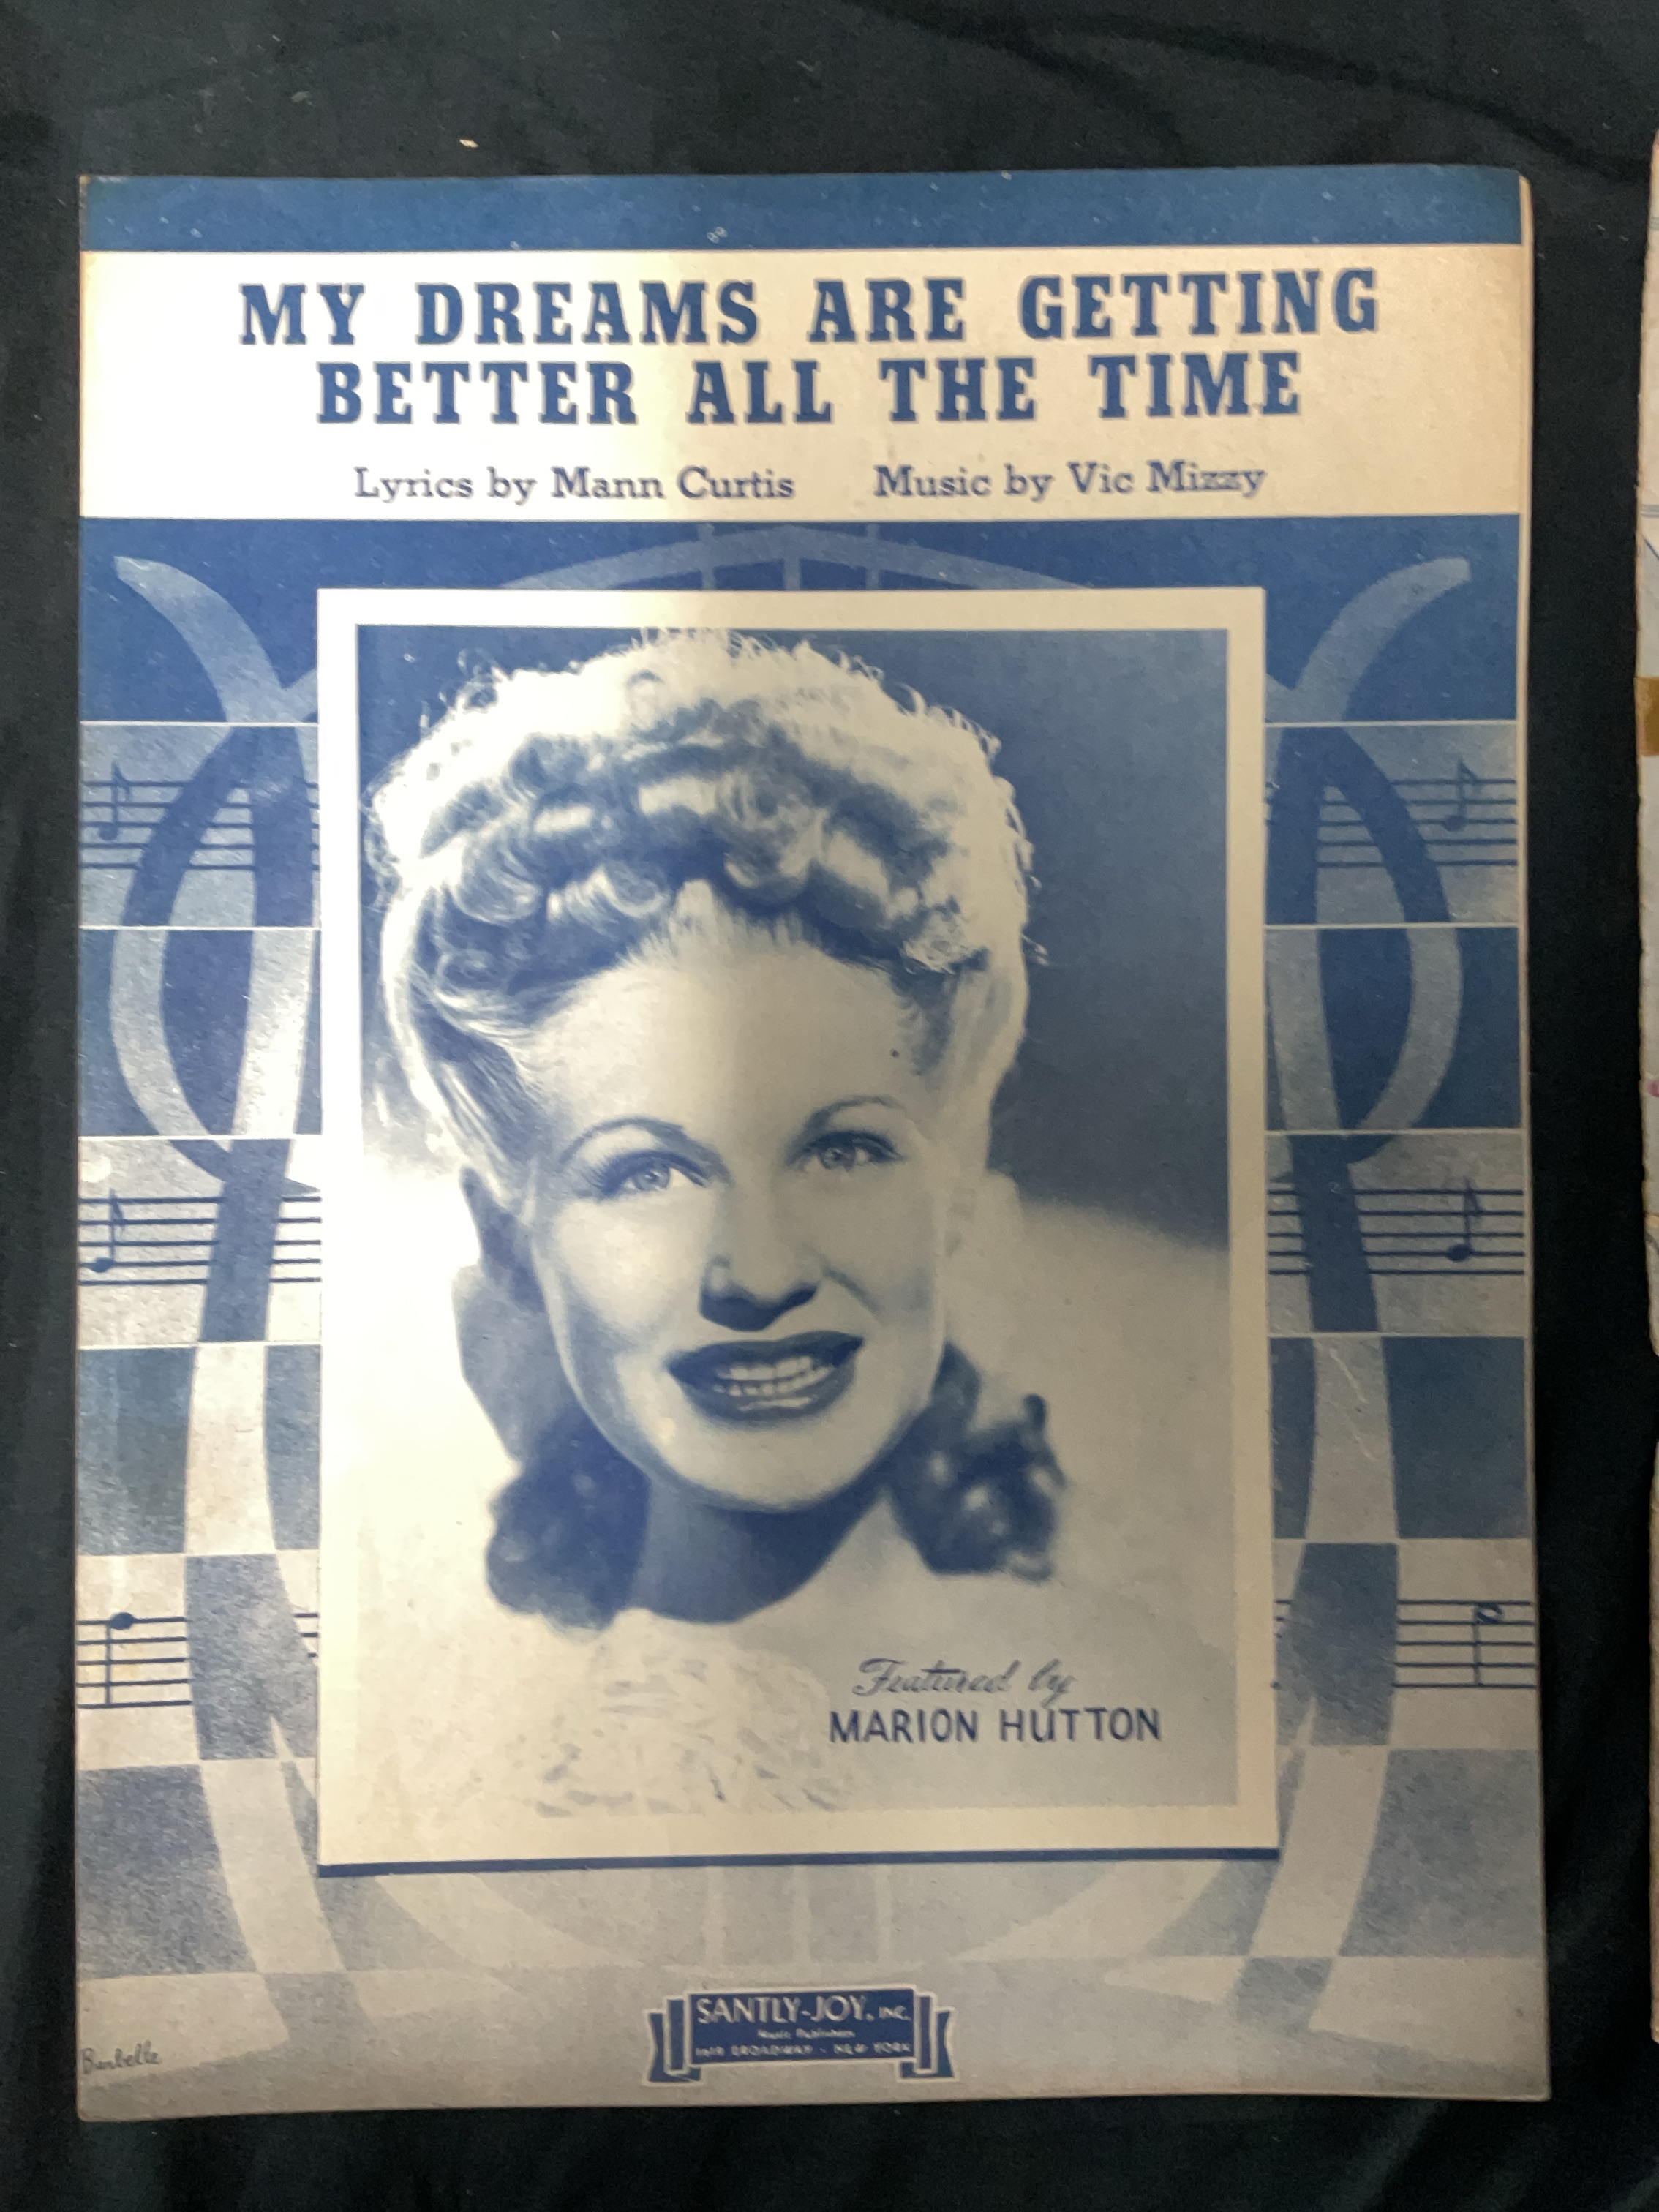 MY DREAMS ARE GETTING
BETTER ALL THE TIME
Lyrics by Mann Curtis Music by Vic Mizzy
Featured by
MARION HUTTON
SANTLY-JOY, INC.
Music Publishers
1619 BROADWAY - NEW YORK
Barbelle